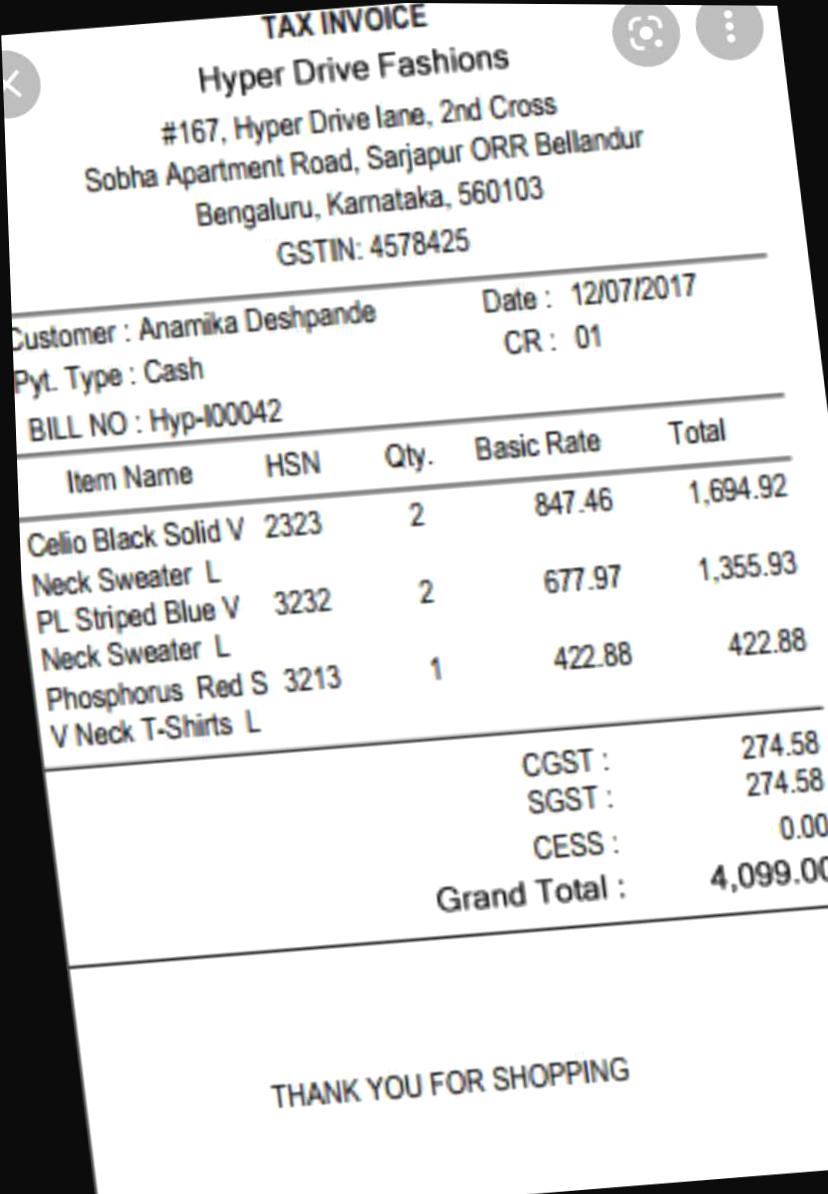 TAX INVOICE
Hyper Drive Fashions
#167, Hyper Drive lane, 2nd Cross
Sobha Apartment Road, Sarjapur ORR Bellandur
Bengaluru, Karnataka, 560103
GSTIN: 4578425
Customer : Anamika Deshpande Date : 12/07/2017
Pyt. Type : Cash CR : 01
BILL NO : Hyp-I00042
Item Name HSN Qty. Basic Rate Total
Celio Black Solid V 2323 2 847.46 1,694.92
Neck Sweater L
PL Striped Blue V 3232 2 677.97 1,355.93
Neck Sweater L
Phosphorus Red S 3213 1 422.88 422.88
V Neck T-Shirts L
CGST : 274.58
SGST : 274.58
CESS : 0.00
Grand Total : 4,099.00
THANK YOU FOR SHOPPING